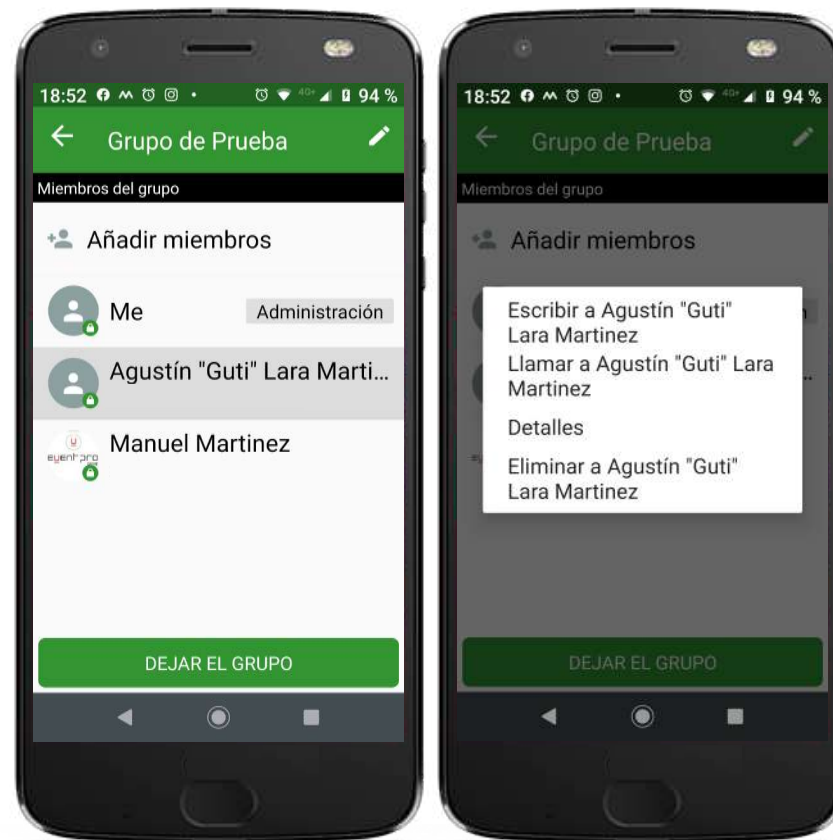 18:52 94 %
Grupo de Prueba
Miembros del grupo
Añadir miembros
Me Administración
Agustín "Guti" Lara Marti...
Manuel Martinez
DEJAR EL GRUPO
18:52 94 %
Grupo de Prueba
Miembros del grupo
Añadir miembros
Escribir a Agustín "Guti"
Lara Martinez
Llamar a Agustín "Guti" Lara
Martinez
Detalles
Eliminar a Agustín "Guti"
Lara Martinez
DEJAR EL GRUPO